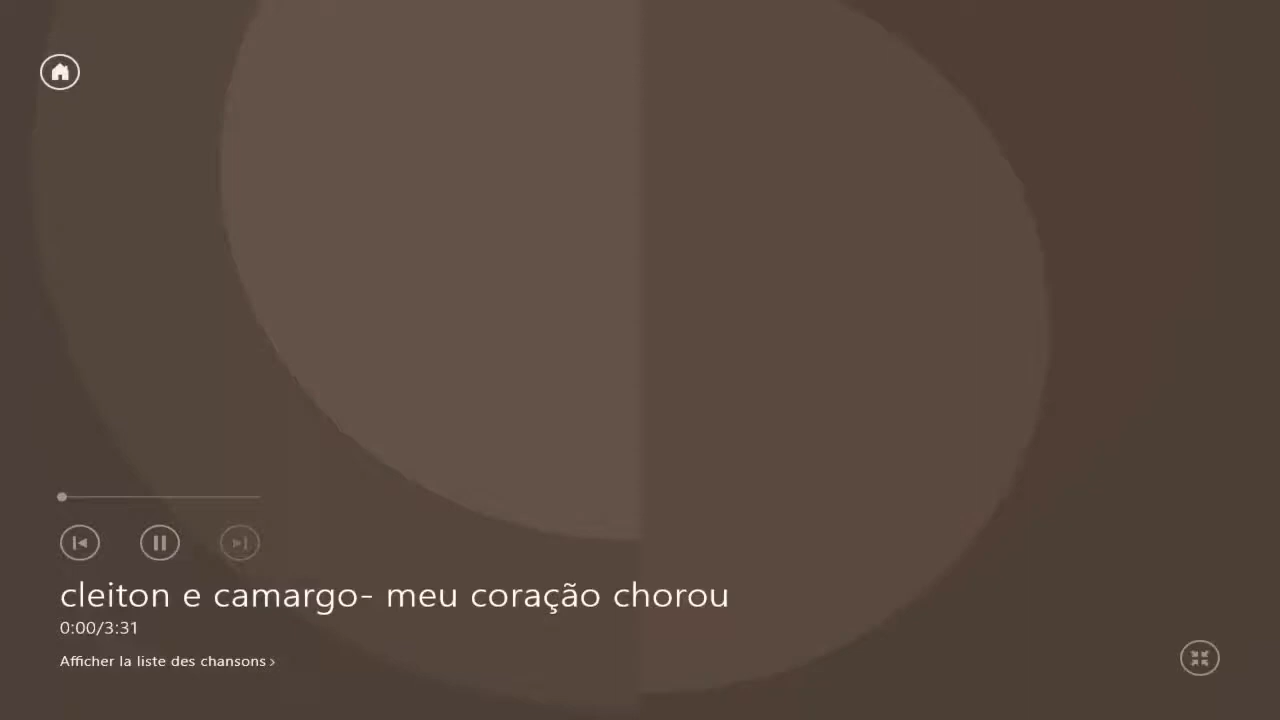 cleiton e camargo- meu coração chorou
0:00/3:31
Afficher la liste des chansons ›